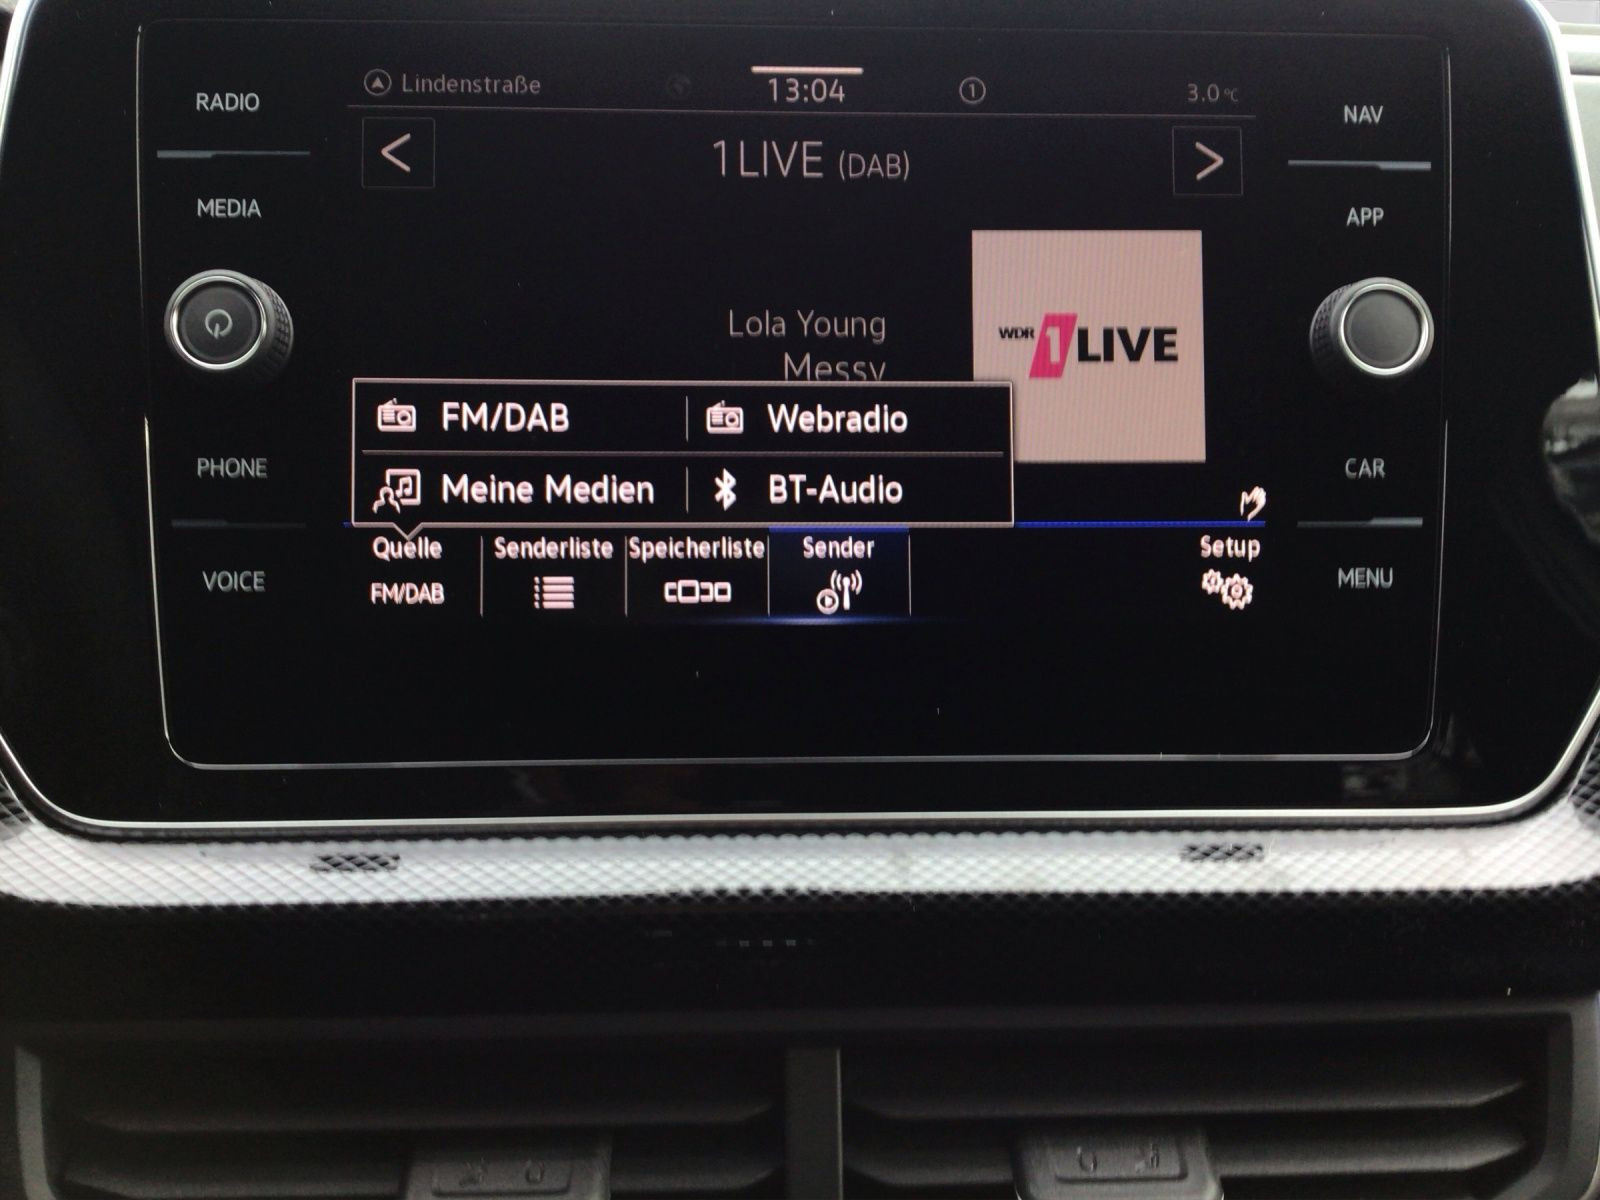 Lindenstraße 13:04 1 3.0 °C
RADIO
NAV
1LIVE (DAB)
MEDIA
APP
Lola Young
Messy
WDR 1LIVE
FM/DAB Webradio
Meine Medien BT-Audio
PHONE
CAR
Quelle Senderliste Speicherliste Sender Setup
FM/DAB
VOICE
MENU